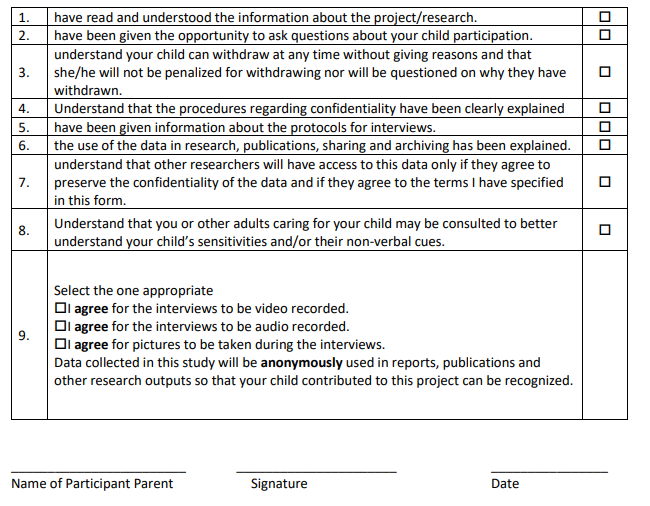 1. have read and understood the information about the project/research. ☐
2. have been given the opportunity to ask questions about your child participation. ☐
understand your child can withdraw at any time without giving reasons and that
3. she/he will not be penalized for withdrawing nor will be questioned on why they have ☐
withdrawn.
4. Understand that the procedures regarding confidentiality have been clearly explained ☐
5. have been given information about the protocols for interviews. ☐
6. the use of the data in research, publications, sharing and archiving has been explained. ☐
understand that other researchers will have access to this data only if they agree to
7. preserve the confidentiality of the data and if they agree to the terms I have specified ☐
in this form.
8. Understand that you or other adults caring for your child may be consulted to better ☐
understand your child's sensitivities and/or their non-verbal cues.
Select the one appropriate
☐I agree for the interviews to be video recorded.
☐I agree for the interviews to be audio recorded.
9. ☐I agree for pictures to be taken during the interviews.
Data collected in this study will be anonymously used in reports, publications and
other research outputs so that your child contributed to this project can be recognized.
Name of Participant Parent Signature Date